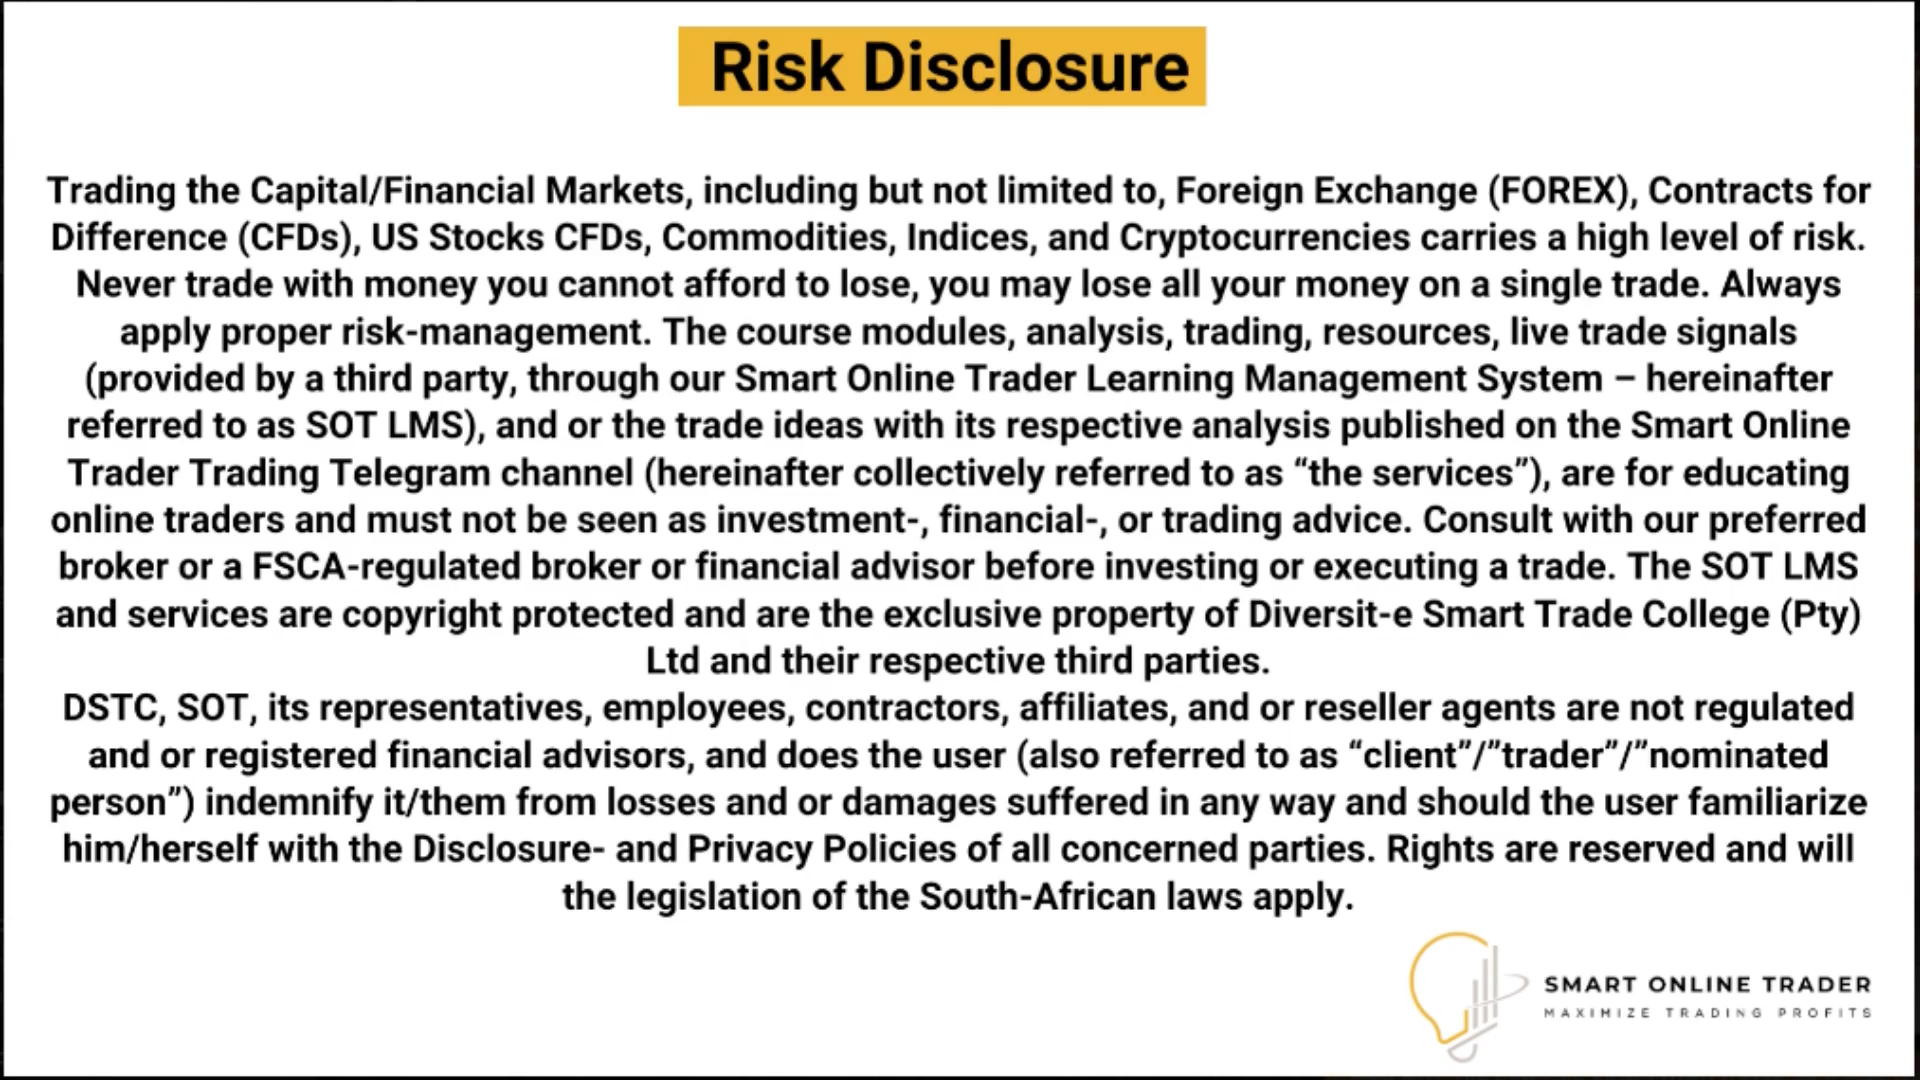 Risk Disclosure
Trading the Capital/Financial Markets, including but not limited to, Foreign Exchange (FOREX), Contracts for
Difference (CFDs), US Stocks CFDs, Commodities, Indices, and Cryptocurrencies carries a high level of risk.
Never trade with money you cannot afford to lose, you may lose all your money on a single trade. Always
apply proper risk-management. The course modules, analysis, trading, resources, live trade signals
(provided by a third party, through our Smart Online Trader Learning Management System – hereinafter
referred to as SOT LMS), and or the trade ideas with its respective analysis published on the Smart Online
Trader Trading Telegram channel (hereinafter collectively referred to as “the services”), are for educating
online traders and must not be seen as investment-, financial-, or trading advice. Consult with our preferred
broker or a FSCA-regulated broker or financial advisor before investing or executing a trade. The SOT LMS
and services are copyright protected and are the exclusive property of Diversit-e Smart Trade College (Pty)
Ltd and their respective third parties.
DSTC, SOT, its representatives, employees, contractors, affiliates, and or reseller agents are not regulated
and or registered financial advisors, and does the user (also referred to as “client”/”trader”/”nominated
person”) indemnify it/them from losses and or damages suffered in any way and should the user familiarize
him/herself with the Disclosure- and Privacy Policies of all concerned parties. Rights are reserved and will
the legislation of the South-African laws apply.
SMART ONLINE TRADER
MAXIMIZE TRADING PROFITS